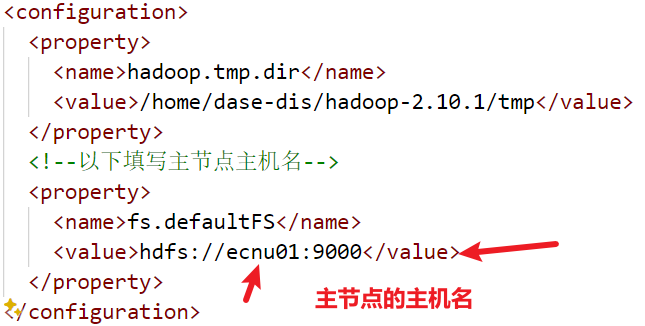 <configuration>
<property>
<name>hadoop.tmp.dir</name>
<value>/home/dase-dis/hadoop-2.10.1/tmp</value>
</property>
<!--以下填写主节点主机名-->
<property>
<name>fs.defaultFS</name>
<value>hdfs://ecnu01:9000</value>
</property>
主节点的主机名
</configuration>